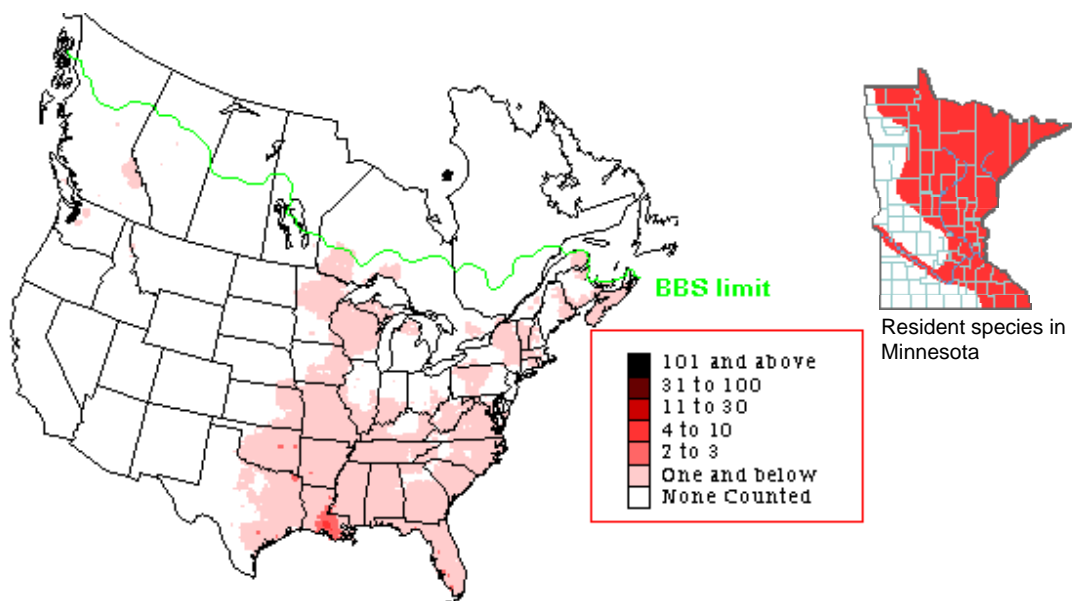 BBS limit
101 and above
31 to 100
11 to 30
4 to 10
2 to 3
One and below
None Counted
Resident species in
Minnesota